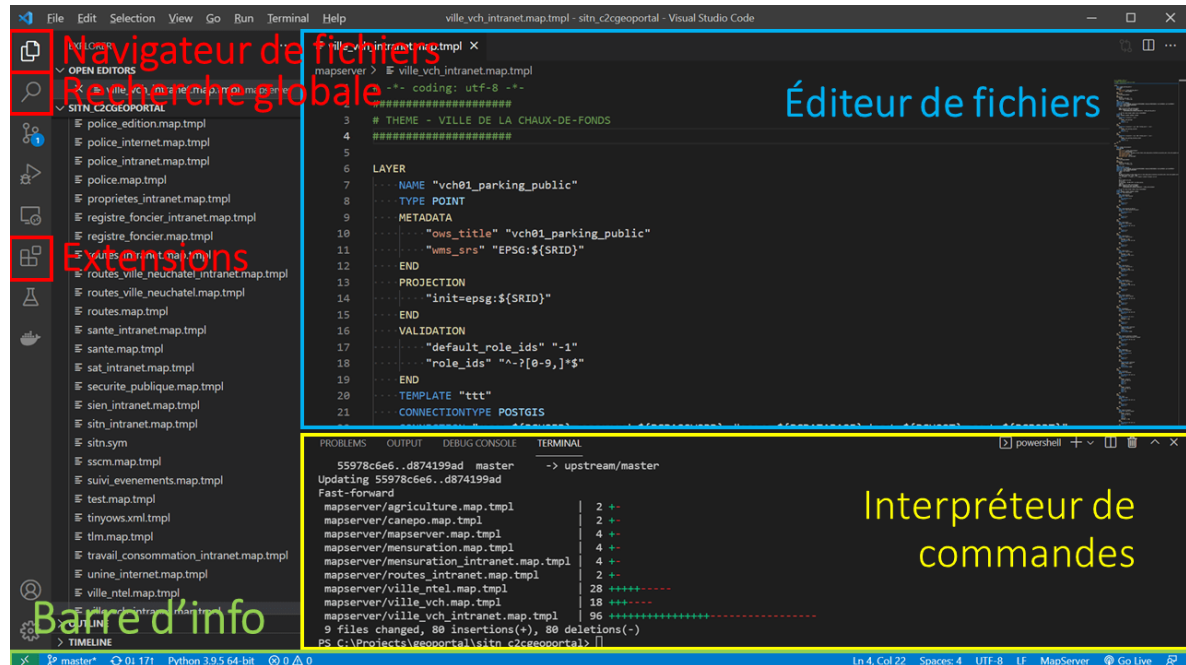 File Edit Selection View Go Run Terminal Help
ville_vch_intranet.map.tmpl - sitn_c2cgeoportal - Visual Studio Code
EXPLORER
Navigateur de fichiers
OPEN EDITORS
ville_vch_intranet.map.tmpl mapserver
Recherche globale
SITN_C2CGEOPORTAL
police_edition.map.tmpl
police_internet.map.tmpl
1
police_intranet.map.tmpl
police.map.tmpl
proprietes_intranet.map.tmpl
registre_foncier_intranet.map.tmpl
registre_foncier.map.tmpl
routes_intranet.map.tmpl
Extensions
routes_ville_neuchatel_intranet.map.tmpl
routes_ville_neuchatel.map.tmpl
routes.map.tmpl
sante_intranet.map.tmpl
sante.map.tmpl
sat_intranet.map.tmpl
securite_publique.map.tmpl
sien_intranet.map.tmpl
sitn_intranet.map.tmpl
sitn.sym
sscm.map.tmpl
suivi_evenements.map.tmpl
test.map.tmpl
tinyows.xml.tmpl
tlm.map.tmpl
travail_consommation_intranet.map.tmpl
unine_internet.map.tmpl
ville_ntel.map.tmpl
ville_vch_intranet.map.tmpl
Barre d’info
OUTLINE
TIMELINE
ville_vch_intranet.map.tmpl
mapserver > ville_vch_intranet.map.tmpl
Éditeur de fichiers
# -*- coding: utf-8 -*-
#####################
3 # THEME - VILLE DE LA CHAUX-DE-FONDS
4 #####################
5
6 LAYER
7 NAME "vch01_parking_public"
8 TYPE POINT
9 METADATA
10 "ows_title" "vch01_parking_public"
11 "wms_srs" "EPSG:${SRID}"
12 END
13 PROJECTION
14 "init=epsg:${SRID}"
15 END
16 VALIDATION
17 "default_role_ids" "-1"
18 "role_ids" "^-?[0-9,]*$"
19 END
20 TEMPLATE "ttt"
21 CONNECTIONTYPE POSTGIS
PROBLEMS OUTPUT DEBUG CONSOLE TERMINAL powershell
55978c6e6..d874199ad master -> upstream/master
Updating 55978c6e6..d874199ad
Fast-forward
mapserver/agriculture.map.tmpl | 2 +-
mapserver/canepo.map.tmpl | 2 +-
mapserver/mapserver.map.tmpl | 4 +-
mapserver/mensuration.map.tmpl | 4 +-
mapserver/mensuration_intranet.map.tmpl | 4 +-
mapserver/routes_intranet.map.tmpl | 2 +-
mapserver/ville_ntel.map.tmpl | 28 +++++-----
mapserver/ville_vch.map.tmpl | 18 +++----
mapserver/ville_vch_intranet.map.tmpl | 96 +++++++++++++++++------------------
9 files changed, 80 insertions(+), 80 deletions(-)
PS C:\Projects\geoportal\sitn_c2cgeoportal>
Interpréteur de
commandes
master* 0↓ 17↑ Python 3.9.5 64-bit 0 0 Ln 4, Col 22 Spaces: 4 UTF-8 LF MapServer Go Live